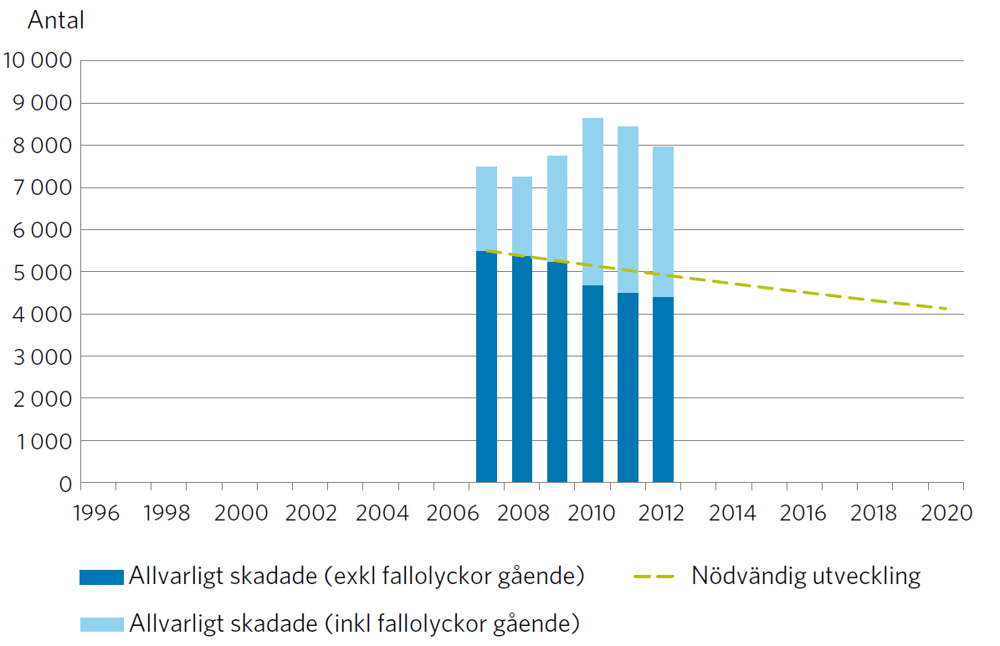 Antal
10 000
9 000
8 000
7 000
6 000
5 000
4 000
3 000
2 000
1 000
0
1996 1998 2000 2002 2004 2006 2008 2010 2012 2014 2016 2018 2020
Allvarligt skadade (exkl fallolyckor gående) Nödvändig utveckling
Allvarligt skadade (inkl fallolyckor gående)